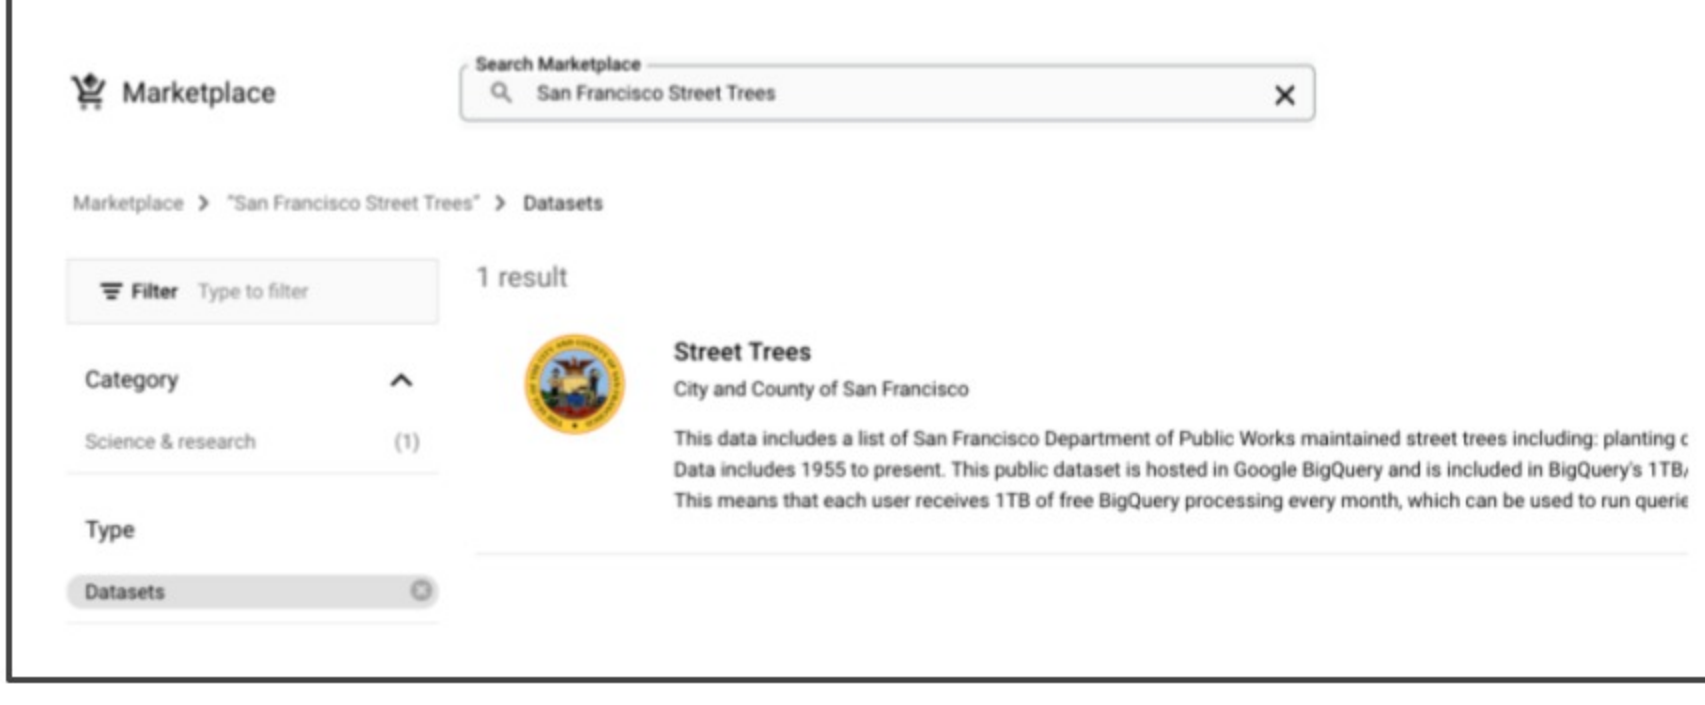 Search Marketplace
Marketplace
San Francisco Street Trees
Marketplace > "San Francisco Street Trees" > Datasets
Filter Type to filter
1 result
Street Trees
Category
City and County of San Francisco
Science & research (1)
This data includes a list of San Francisco Department of Public Works maintained street trees including: planting
Data includes 1955 to present. This public dataset is hosted in Google BigQuery and is included in BigQuery's 1TB/
This means that each user receives 1TB of free BigQuery processing every month, which can be used to run querie
Type
Datasets